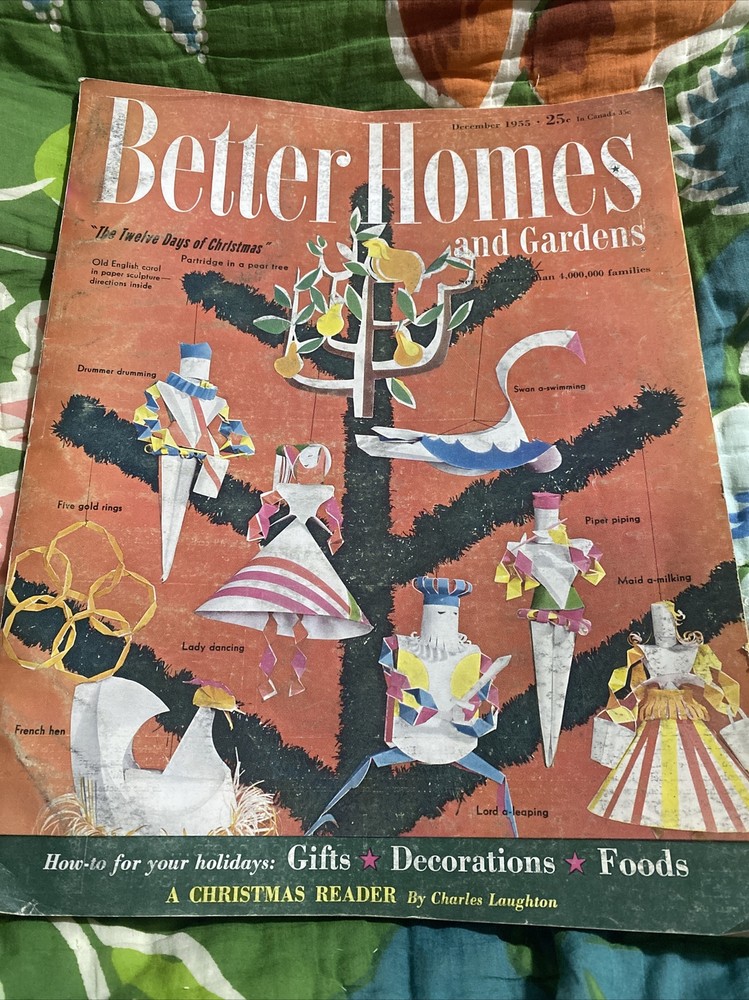 December 1955 · 25c In Canada 35c
Better Homes
and Gardens
"The Twelve Days of Christmas"
Old English carol
in paper sculpture—
directions inside
Partridge in a pear tree
than 4,000,000 families
Drummer drumming
Swan a-swimming
Five gold rings
Piper piping
Maid a-milking
Lady dancing
French hen
Lord a-leaping
How-to for your holidays: Gifts ★ Decorations ★ Foods
A CHRISTMAS READER By Charles Laughton